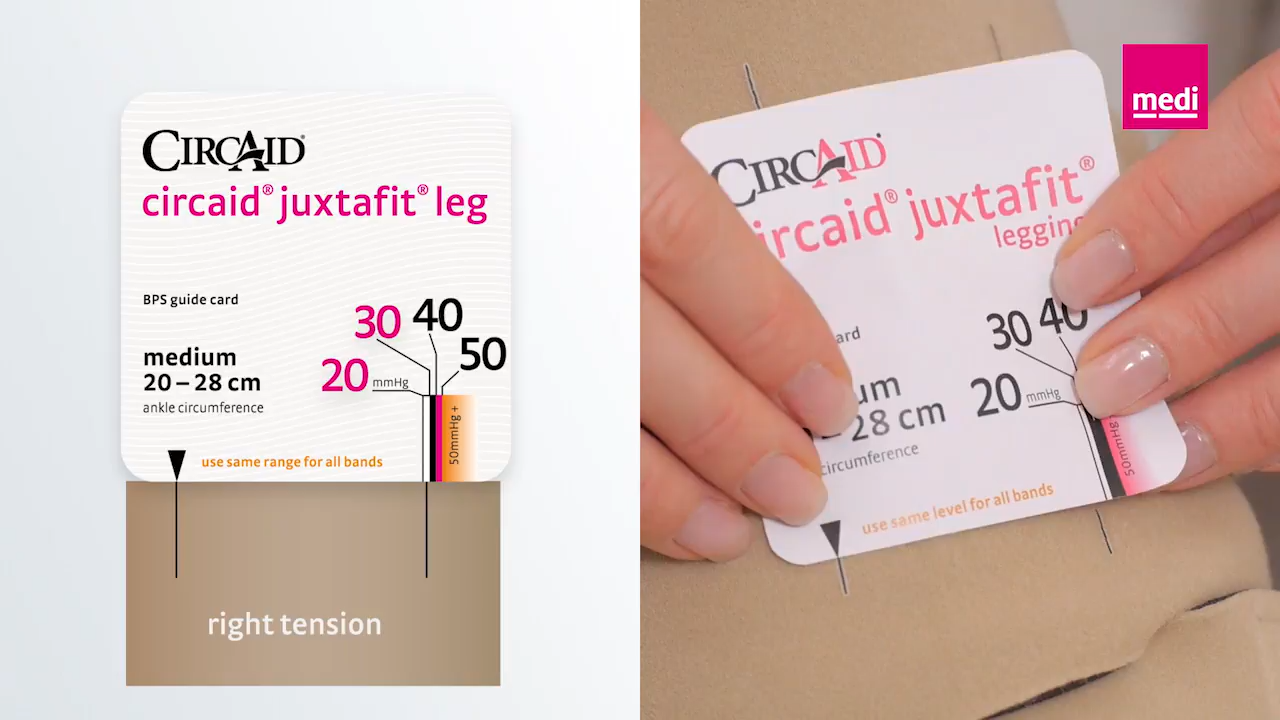 CIRCAID®
circaid® juxtafit® leg
BPS guide card
30 40
50
20 mmHg
medium
20 – 28 cm
ankle circumference
50mmHg +
use same range for all bands
right tension
medi
CIRCAID®
circaid® juxtafit®
30 40
20 mmHg
28 cm
circumference
50mmHg
use same level for all bands